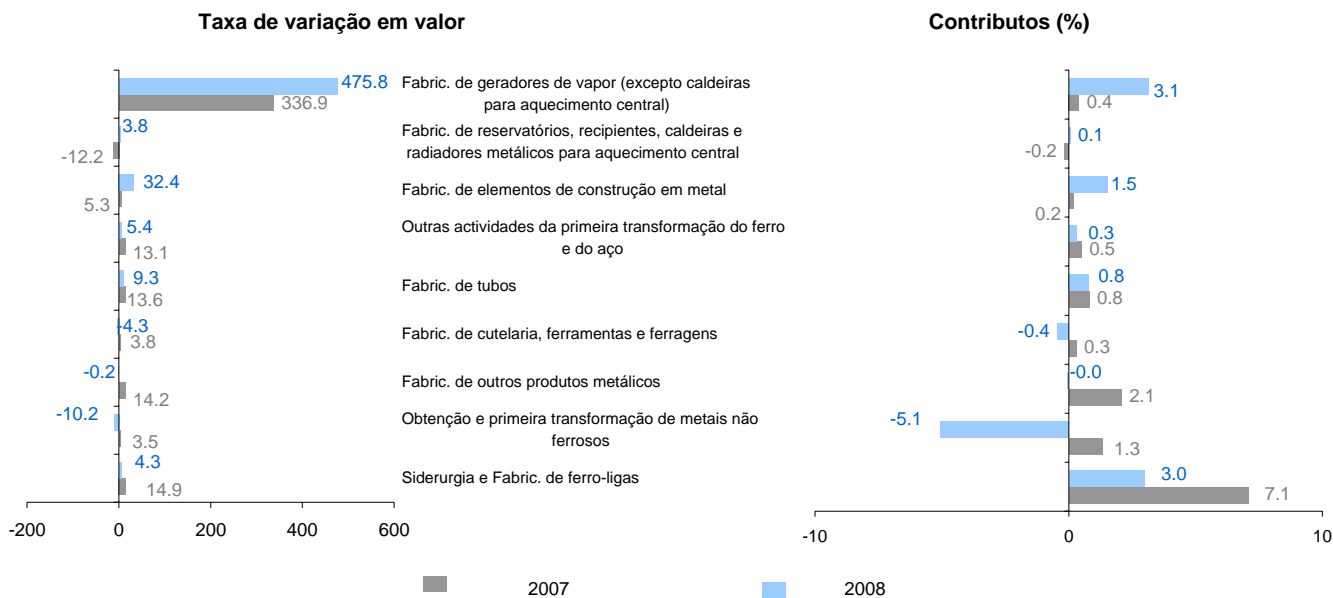 Taxa de variação em valor
Contributos (%)
475.8
336.9
Fabric. de geradores de vapor (excepto caldeiras
para aquecimento central)
3.1
0.4
3.8
-12.2
Fabric. de reservatórios, recipientes, caldeiras e
radiadores metálicos para aquecimento central
0.1
-0.2
32.4
5.3
Fabric. de elementos de construção em metal
1.5
0.2
5.4
13.1
Outras actividades da primeira transformação do ferro
e do aço
0.3
0.5
9.3
13.6
Fabric. de tubos
0.8
0.8
-4.3
3.8
Fabric. de cutelaria, ferramentas e ferragens
-0.4
0.3
-0.2
14.2
Fabric. de outros produtos metálicos
-0.0
2.1
-10.2
3.5
Obtenção e primeira transformação de metais não
ferrosos
-5.1
1.3
4.3
14.9
Siderurgia e Fabric. de ferro-ligas
3.0
7.1
-200 0 200 400 600
-10 0 10
2007 2008